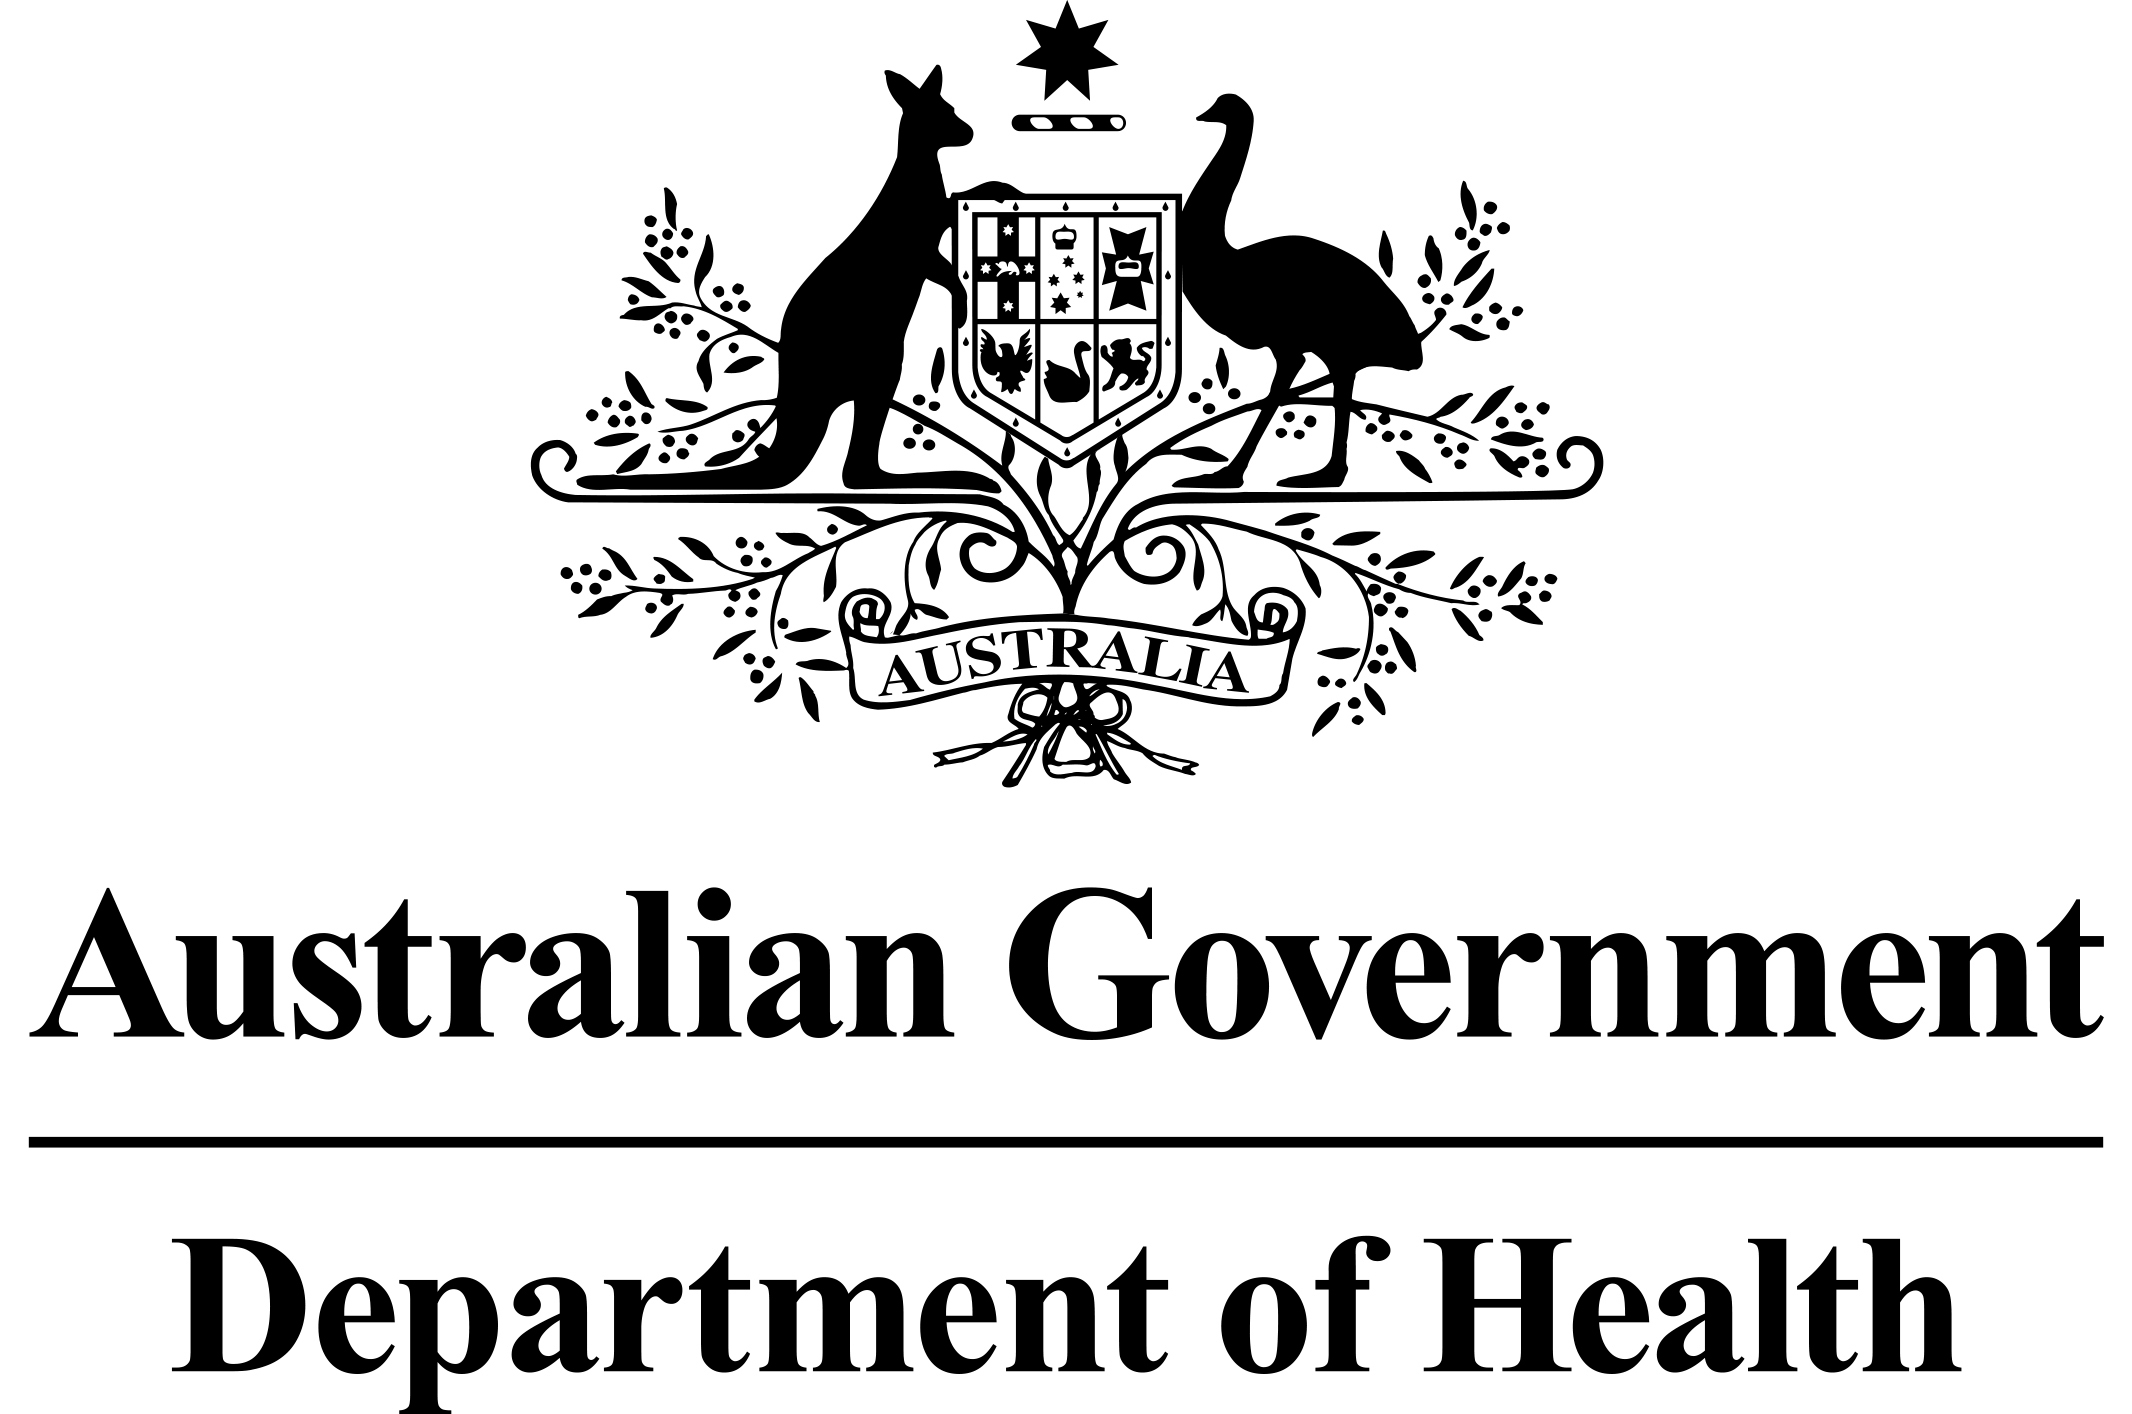 AUSTRALIA
Australian Government
Department of Health